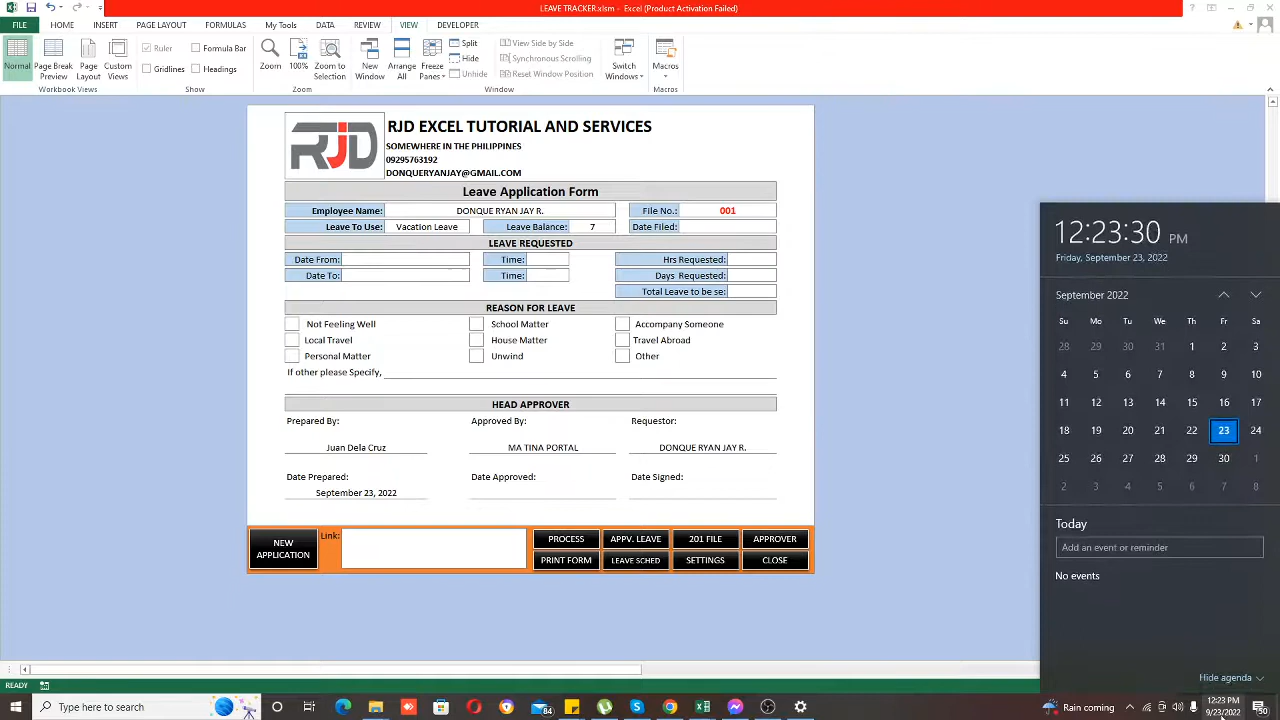 LEAVE TRACKER.xlsm - Excel (Product Activation Failed)
FILE HOME INSERT PAGE LAYOUT FORMULAS My Tools DATA REVIEW VIEW DEVELOPER
Normal Page Break Preview Page Layout Custom Views
Workbook Views
Ruler Formula Bar
Gridlines Headings
Show
Zoom 100% Zoom to Selection
Zoom
New Window Arrange All Freeze Panes
Split
Hide
Unhide
View Side by Side
Synchronous Scrolling
Reset Window Position
Switch Windows
Window
Macros
Macros
RJD
RJD EXCEL TUTORIAL AND SERVICES
SOMEWHERE IN THE PHILIPPINES
09295763192
DONQUERYANJAY@GMAIL.COM
Leave Application Form
Employee Name: DONQUE RYAN JAY R. File No.: 001
Leave To Use: Vacation Leave Leave Balance: 7 Date Filed:
LEAVE REQUESTED
Date From: Time: Hrs Requested:
Date To: Time: Days Requested:
Total Leave to be se:
REASON FOR LEAVE
Not Feeling Well School Matter Accompany Someone
Local Travel House Matter Travel Abroad
Personal Matter Unwind Other
If other please Specify,
HEAD APPROVER
Prepared By: Approved By: Requestor:
Juan Dela Cruz MA TINA PORTAL DONQUE RYAN JAY R.
Date Prepared: Date Approved: Date Signed:
September 23, 2022
NEW APPLICATION Link: PROCESS APPV. LEAVE 201 FILE APPROVER
PRINT FORM LEAVE SCHED SETTINGS CLOSE
12:23:30 PM
Friday, September 23, 2022
September 2022
Su Mo Tu We Th Fr Sa
28 29 30 31 1 2 3
4 5 6 7 8 9 10
11 12 13 14 15 16 17
18 19 20 21 22 23 24
25 26 27 28 29 30 1
2 3 4 5 6 7 8
Today
Add an event or reminder
No events
Hide agenda
READY
Type here to search
84
Rain coming
12:23 PM
9/23/2022